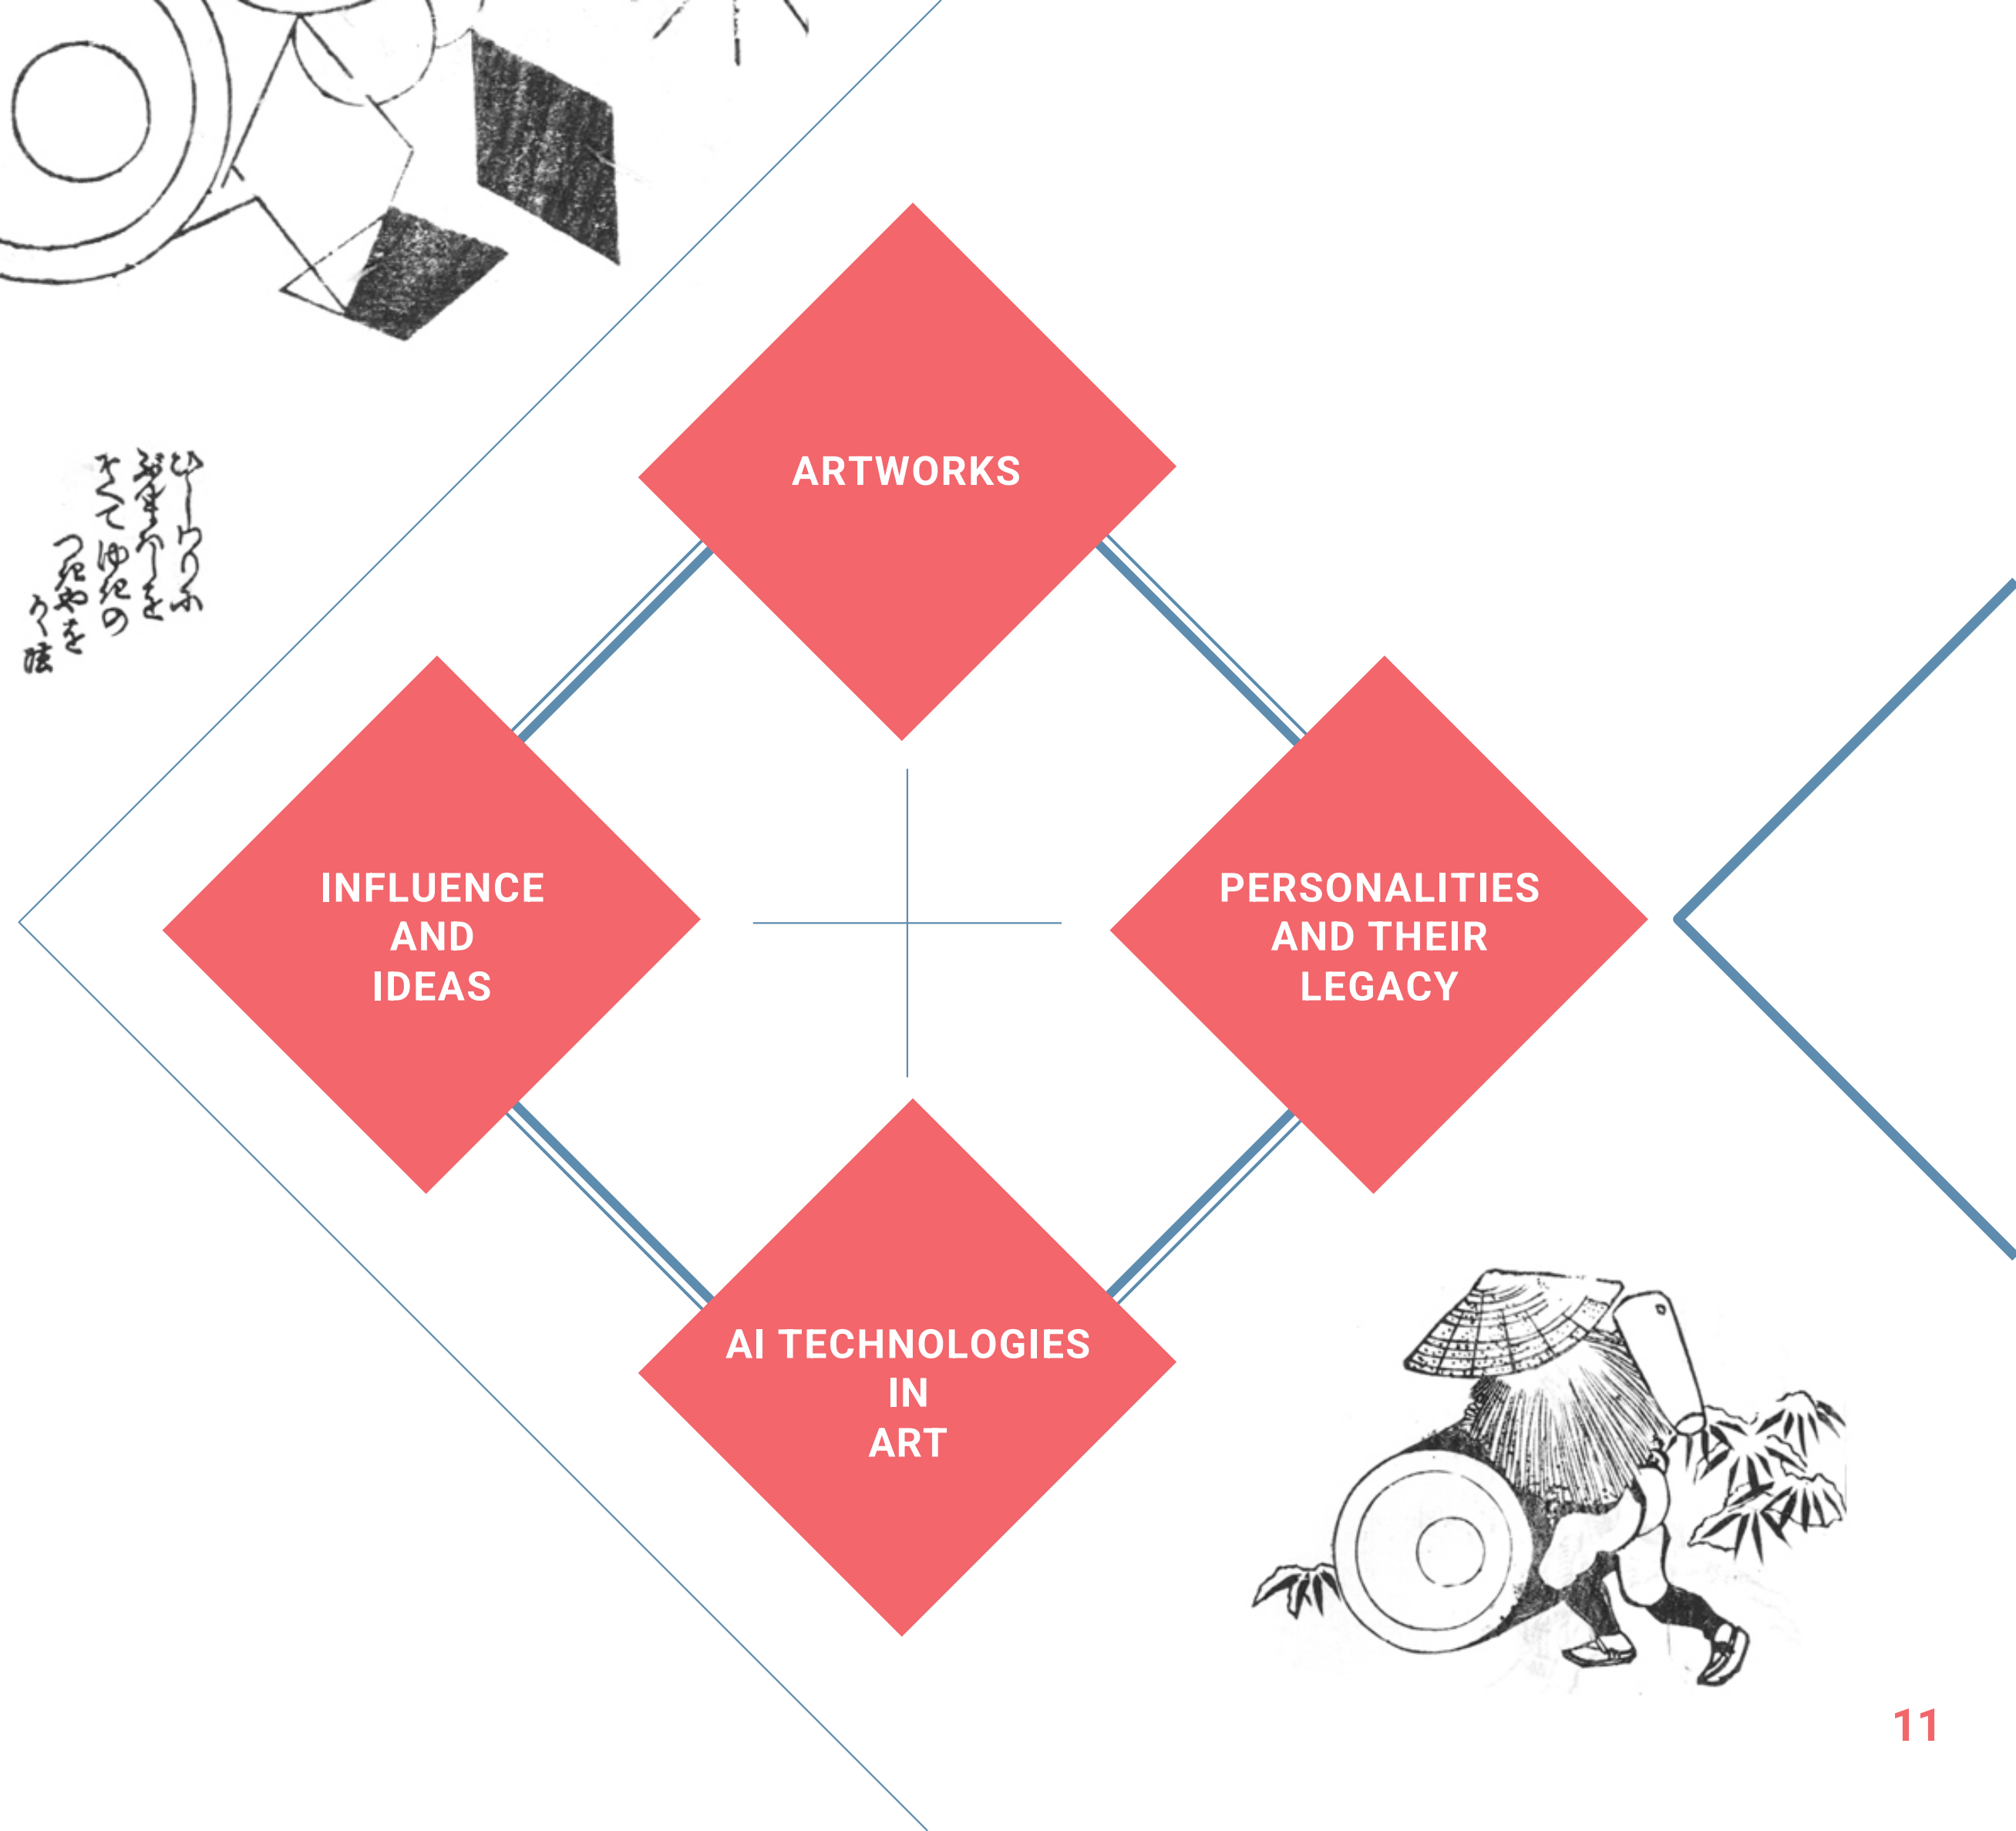 ARTWORKS
INFLUENCE
AND
IDEAS
PERSONALITIES
AND THEIR
LEGACY
AI TECHNOLOGIES
IN
ART
11